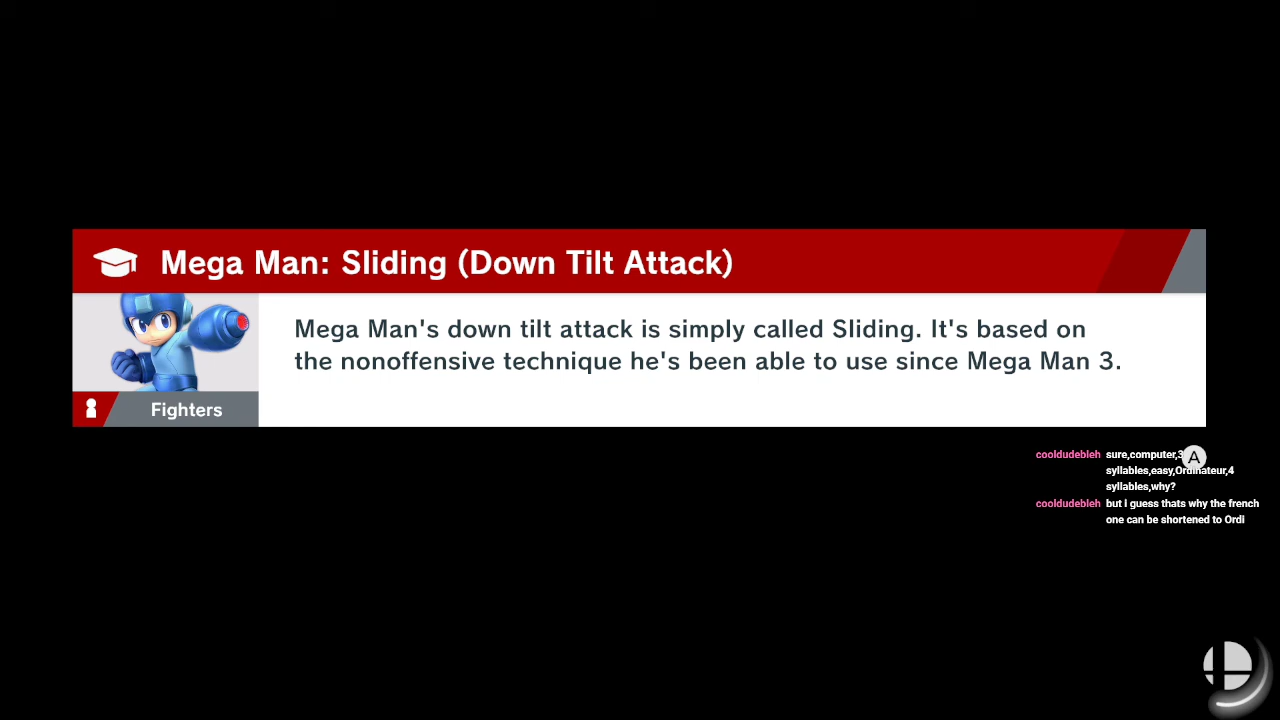 Mega Man: Sliding (Down Tilt Attack)
Mega Man's down tilt attack is simply called Sliding. It's based on
the nonoffensive technique he's been able to use since Mega Man 3.
Fighters
cooldudebleh sure,computer,3
A
syllables,easy,Ordinateur,4
syllables,why?
cooldudebleh but I guess thats why the french
one can be shortened to Ordi